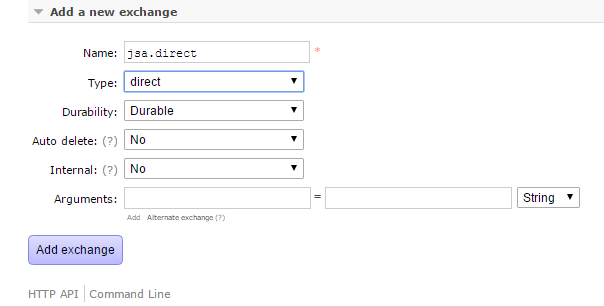 Add a new exchange
Name: jsa.direct *
Type: direct
Durability: Durable
Auto delete: (?) No
Internal: (?) No
Arguments: = String
Add Alternate exchange (?)
Add exchange
HTTP API Command Line